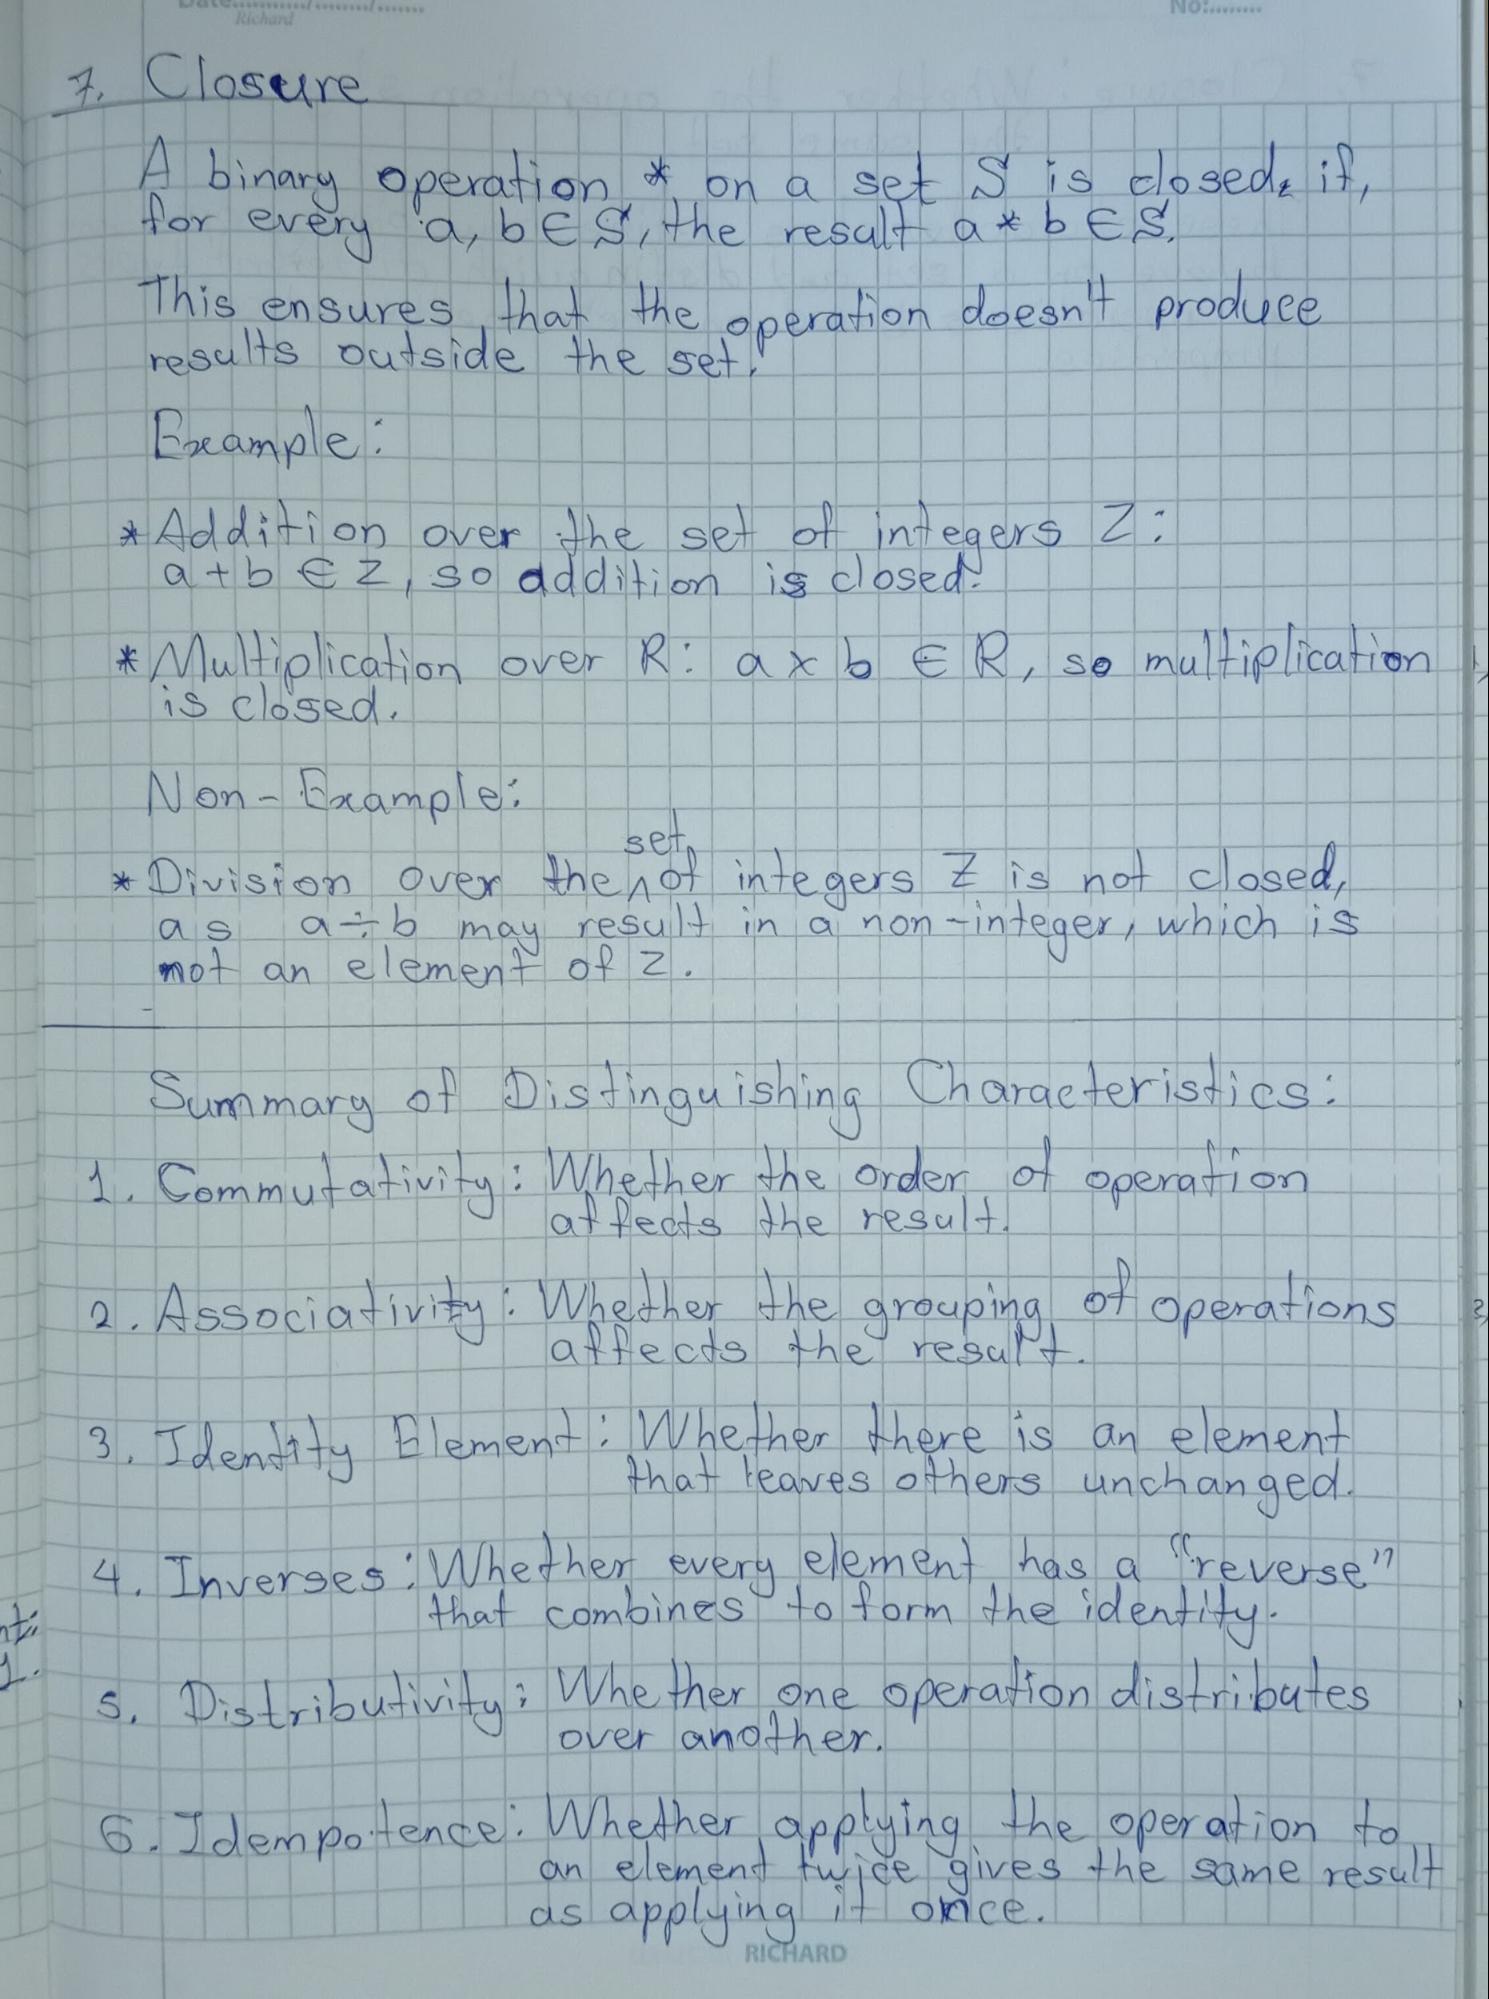 Date.........../............/.......
Richard
No:........
7. Closure
A binary operation * on a set S is closed, if,
for every a, b ∈ S, the result a * b ∈ S.
This ensures that the operation doesn't produce
results outside the set.
Example:
* Addition over the set of integers Z:
a + b ∈ Z, so addition is closed.
* Multiplication over R: a × b ∈ R, so multiplication
is closed.
Non-Example:
set
* Division over the ^ of integers Z is not closed,
as a ÷ b may result in a non-integer, which is
not an element of Z.
Summary of Distinguishing Characteristics:
1. Commutativity: Whether the order of operation
affects the result.
2. Associativity: Whether the grouping of operations
affects the result.
3. Identity Element: Whether there is an element
that leaves others unchanged.
4. Inverses: Whether every element has a "reverse"
that combines to form the identity.
5. Distributivity: Whether one operation distributes
over another.
6. Idempotence: Whether applying the operation to
an element twice gives the same result
as applying it once.
RICHARD